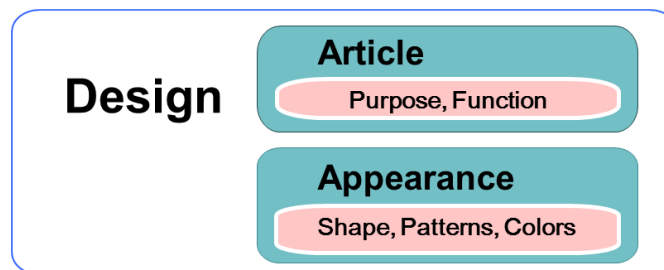 Design
Article
Purpose, Function
Appearance
Shape, Patterns, Colors